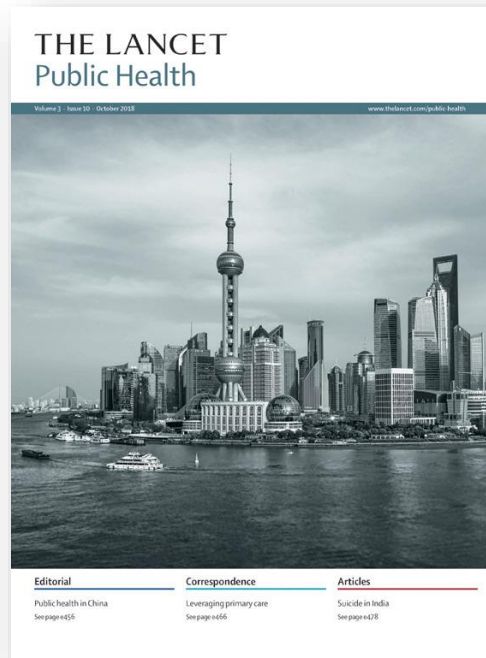 THE LANCET
Public Health
Volume 3 · Issue 10 · October 2018
www.thelancet.com/public-health
Editorial
Public health in China
See page e456
Correspondence
Leveraging primary care
See page e466
Articles
Suicide in India
See page e478